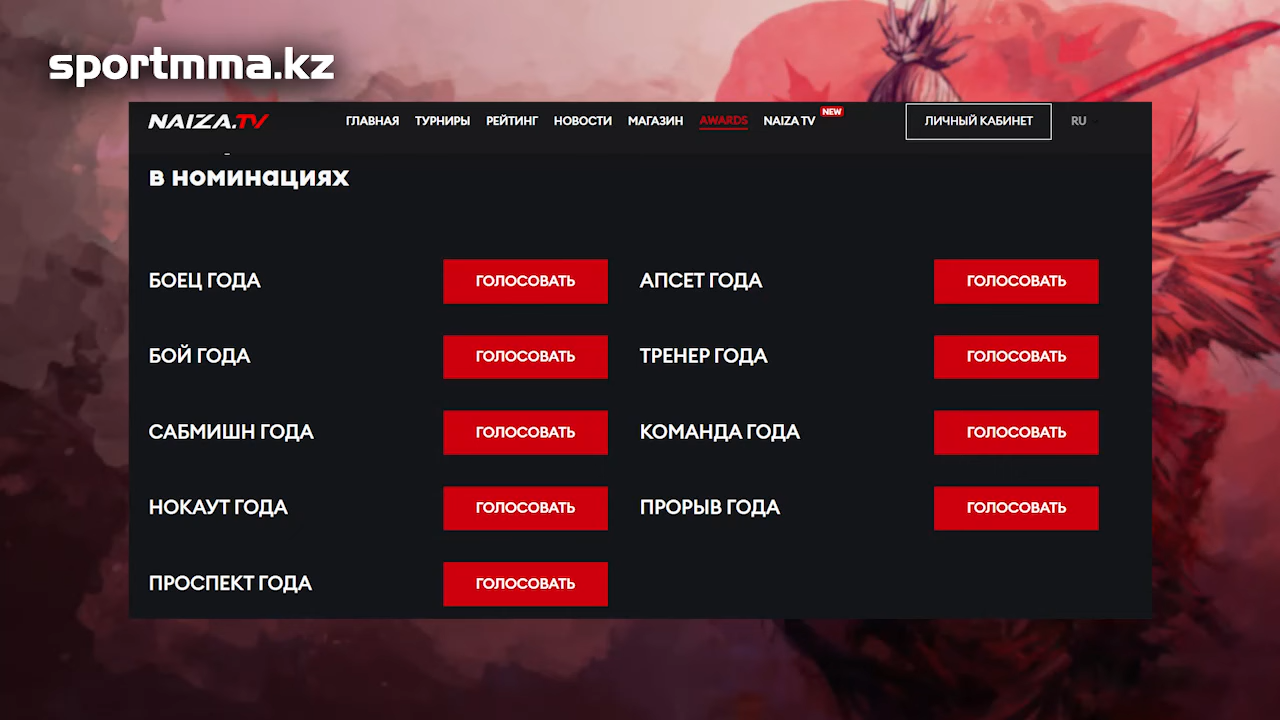 sportmma.kz
NAIZA.TV ГЛАВНАЯ ТУРНИРЫ РЕЙТИНГ НОВОСТИ МАГАЗИН AWARDS NAIZA TV NEW ЛИЧНЫЙ КАБИНЕТ RU
в номинациях
БОЕЦ ГОДА ГОЛОСОВАТЬ АПСЕТ ГОДА ГОЛОСОВАТЬ
БОЙ ГОДА ГОЛОСОВАТЬ ТРЕНЕР ГОДА ГОЛОСОВАТЬ
САБМИШН ГОДА ГОЛОСОВАТЬ КОМАНДА ГОДА ГОЛОСОВАТЬ
НОКАУТ ГОДА ГОЛОСОВАТЬ ПРОРЫВ ГОДА ГОЛОСОВАТЬ
ПРОСПЕКТ ГОДА ГОЛОСОВАТЬ